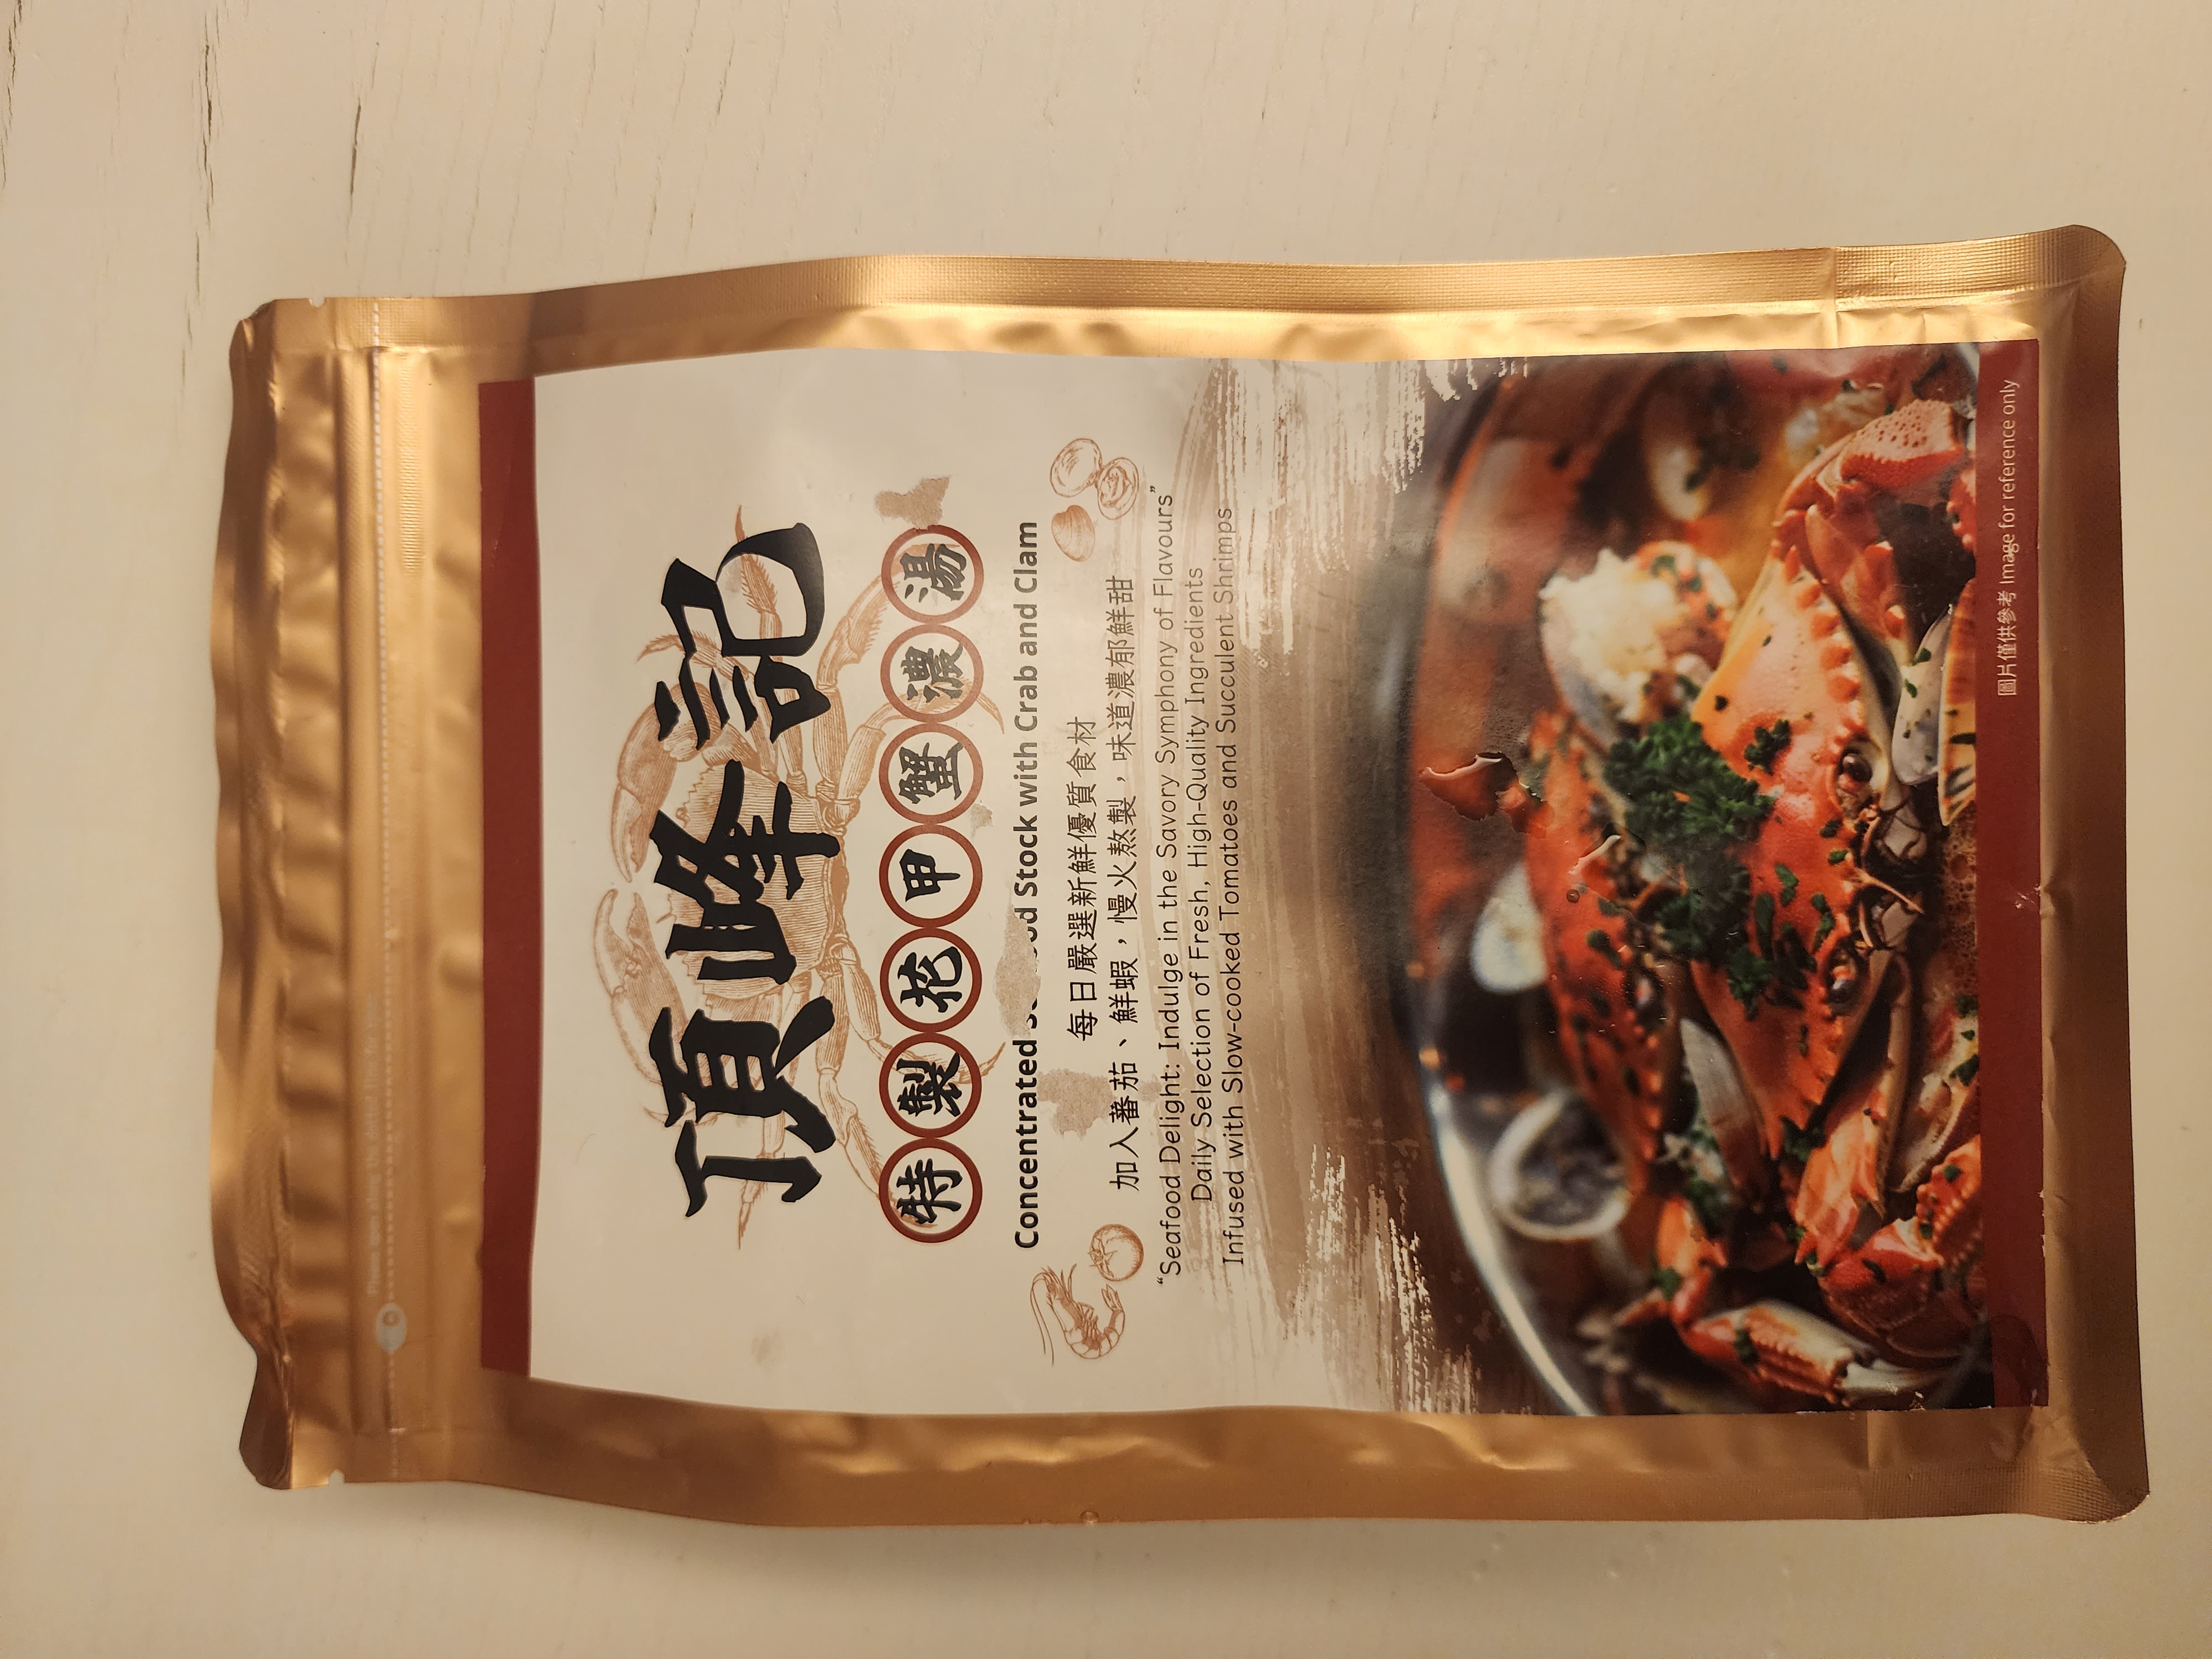 頂峰記
特製花甲蟹濃湯
Concentrated Stock with Crab and Clam
每日嚴選新鮮優質食材
加入蕃茄、鮮蝦，慢火熬製，味道濃郁鮮甜
“Seafood Delight: Indulge in the Savory Symphony of Flavours”
Daily Selection of Fresh, High-Quality Ingredients
Infused with Slow-cooked Tomatoes and Succulent Shrimps
圖片僅供參考 Image for reference only